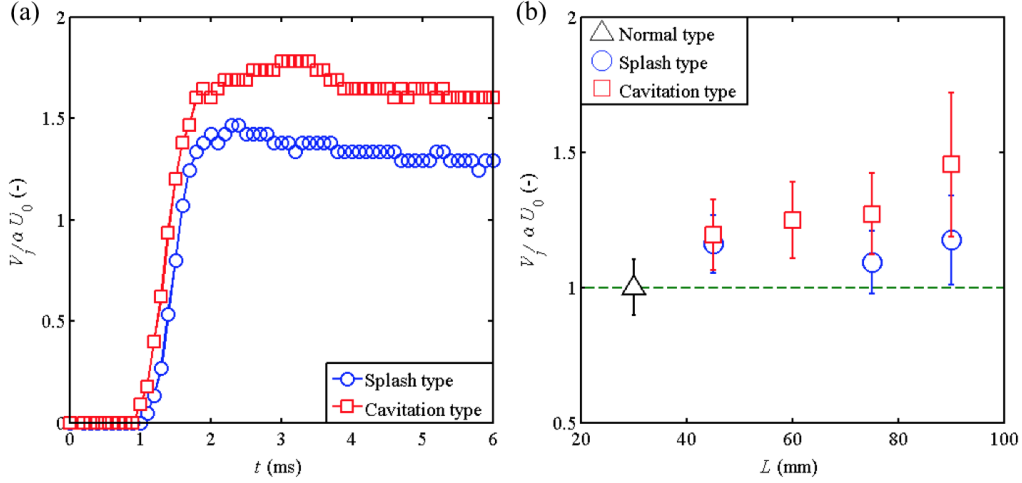 (a)
2
1.5
1
0.5
0
V_j/α U_0 (-)
0
1
2
3
4
5
6
t (ms)
Splash type
Cavitation type
(b)
2
1.5
1
0.5
V_j/α U_0 (-)
20
40
60
80
100
L (mm)
Normal type
Splash type
Cavitation type